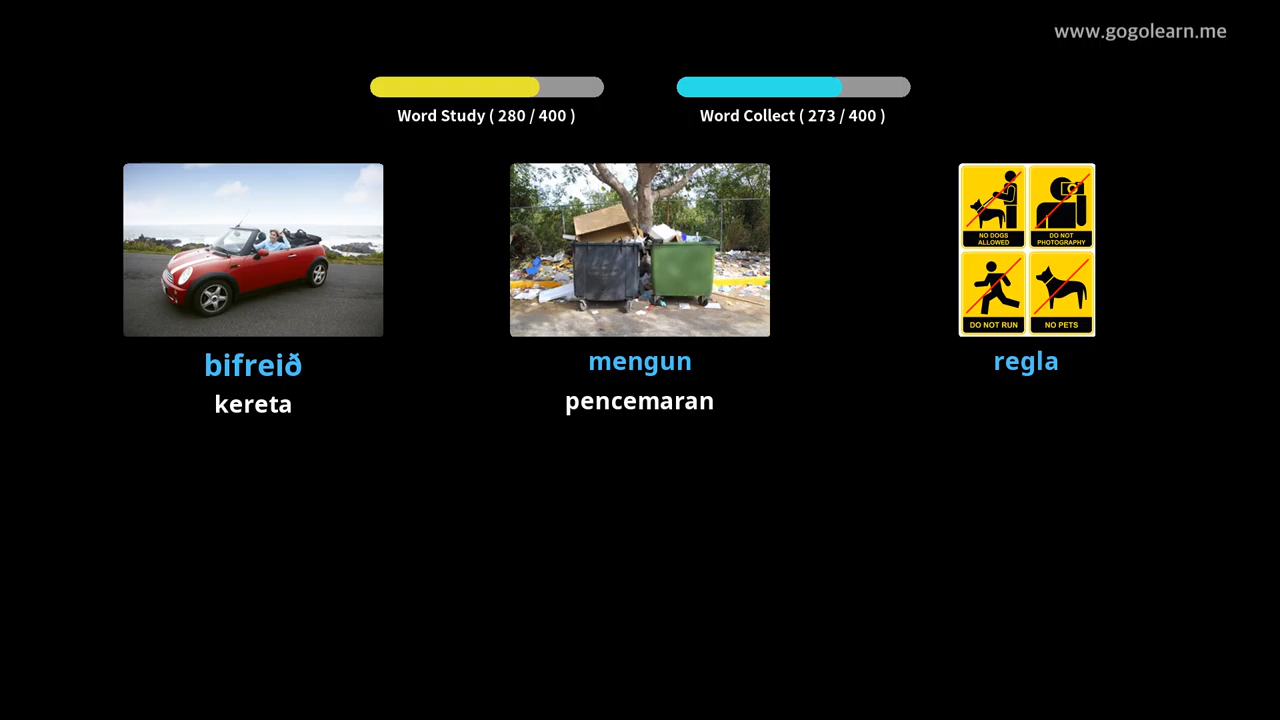 www.gogolearn.me
Word Study ( 280 / 400 )
Word Collect ( 273 / 400 )
NO DOGS
ALLOWED
DO NOT
PHOTOGRAPHY
DO NOT RUN
NO PETS
bifreið
mengun
regla
kereta
pencemaran